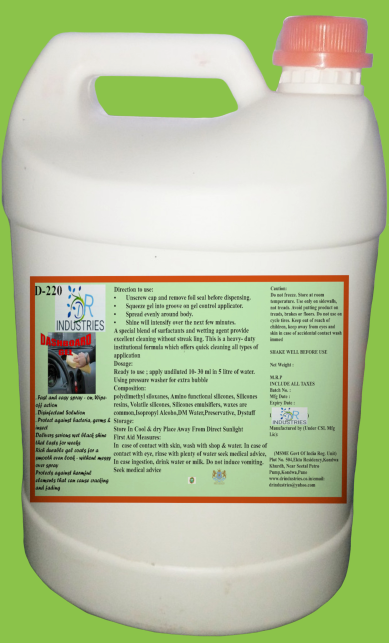 D-220
DR
INDUSTRIES
DASHBOARD
Fast and easy spray - on, Wipe-
off action
Disinfectant Solution
Protect against bacteria, germs &
insect
Delivers serious wet black shine
that lasts for weeks
Rich durable gel coats for a
smooth even look - without messy
over spray
Protects against harmful
elements that can cause cracking
and fading
Direction to use:
• Unscrew cap and remove foil seal before dispensing.
• Squeeze gel into groove on gel control applicator.
• Spread evenly around body.
• Shine will intensify over the next few minutes.
A special blend of surfactants and wetting agent provide
excellent cleaning without streak ling. This is a heavy- duty
institutional formula which offers quick cleaning all types of
application
Dosage:
Ready to use ; apply undiluted 10- 30 ml in 5 litre of water.
Using pressure washer for extra bubble
Composition:
polydimethyl siloxanes, Amino functional silicones, Silicones
resins, Volatile silicones, Silicones emulsifiers, waxes are
common,Isopropyl Alcoho,DM Water,Preservative, Dystuff
Storage:
Store In Cool & dry Place Away From Direct Sunlight
First Aid Measures:
In case of contact with skin, wash with shop & water. In case of
contact with eye, rinse with plenty of water seek medical advice,
In case ingestion, drink water or milk. Do not induce vomiting.
Seek medical advice
Caution:
Do not freeze. Store at room
temperature. Use only on sidewalls,
not treads. Avoid putting product on
treads, brakes or floors. Do not use on
cycle tires. Keep out of reach of
children, keep away from eyes and
skin in case of accidental contact wash
immed
SHAKE WELL BEFORE USE
Net Weight :
M.R.P
INCLUDE ALL TAXES
Batch No. :
Mfg Date :
Expiry Date :
INDUSTRIES
Manufactured by (Under CSL Mfg
Lic):
(MSME Govt Of India Reg. Unit)
Plot No. 504,Ekta Residency,Kondwa
Khurdh, Near Sortal Petro
Pump,Kondwa,Pune
www.drindustries.co.in/email:
drindustries@yahoo.com